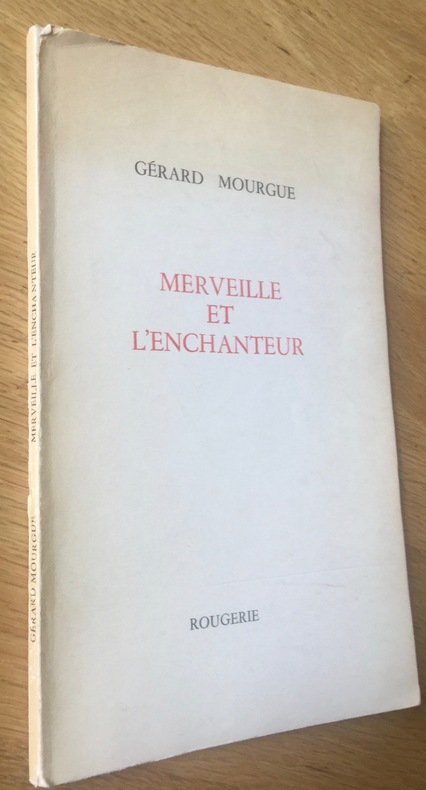 GÉRARD MOURGUE
MERVEILLE
ET
L'ENCHANTEUR
ROUGERIE
GÉRARD MOURGUE MERVEILLE ET L'ENCHANTEUR